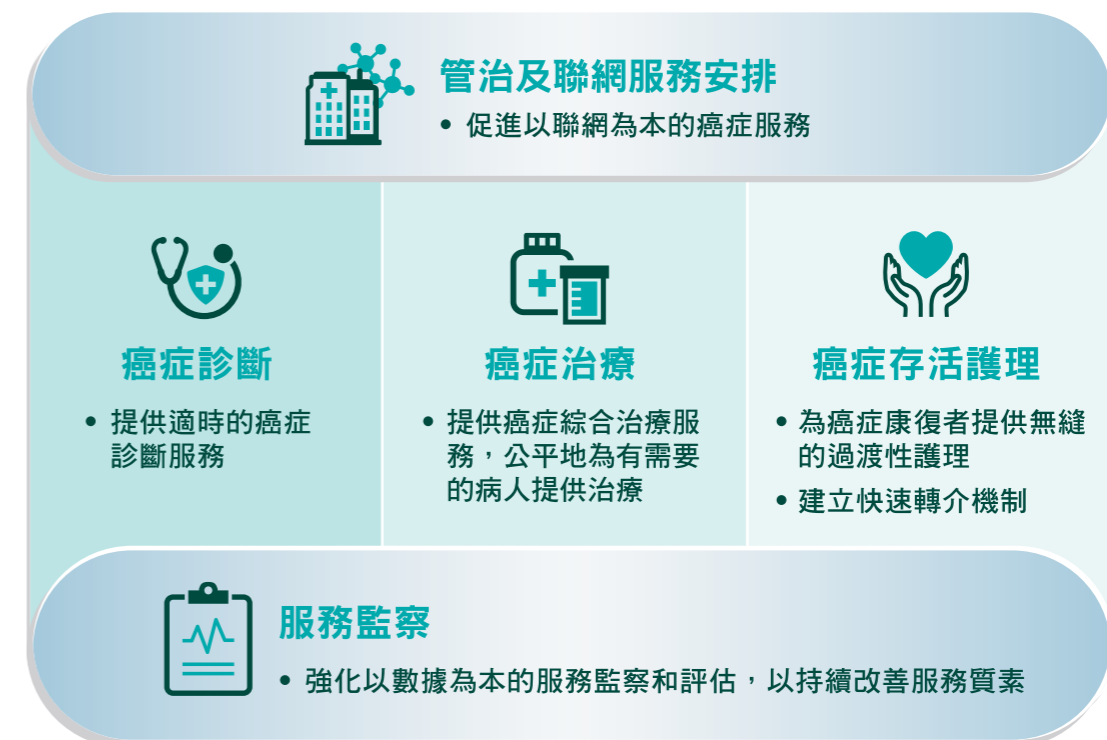 管治及聯網服務安排
• 促進以聯網為本的癌症服務
癌症診斷
• 提供適時的癌症
診斷服務
癌症治療
• 提供癌症綜合治療服
務，公平地為有需要
的病人提供治療
癌症存活護理
• 為癌症康復者提供無縫
的過渡性護理
• 建立快速轉介機制
服務監察
• 強化以數據為本的服務監察和評估，以持續改善服務質素